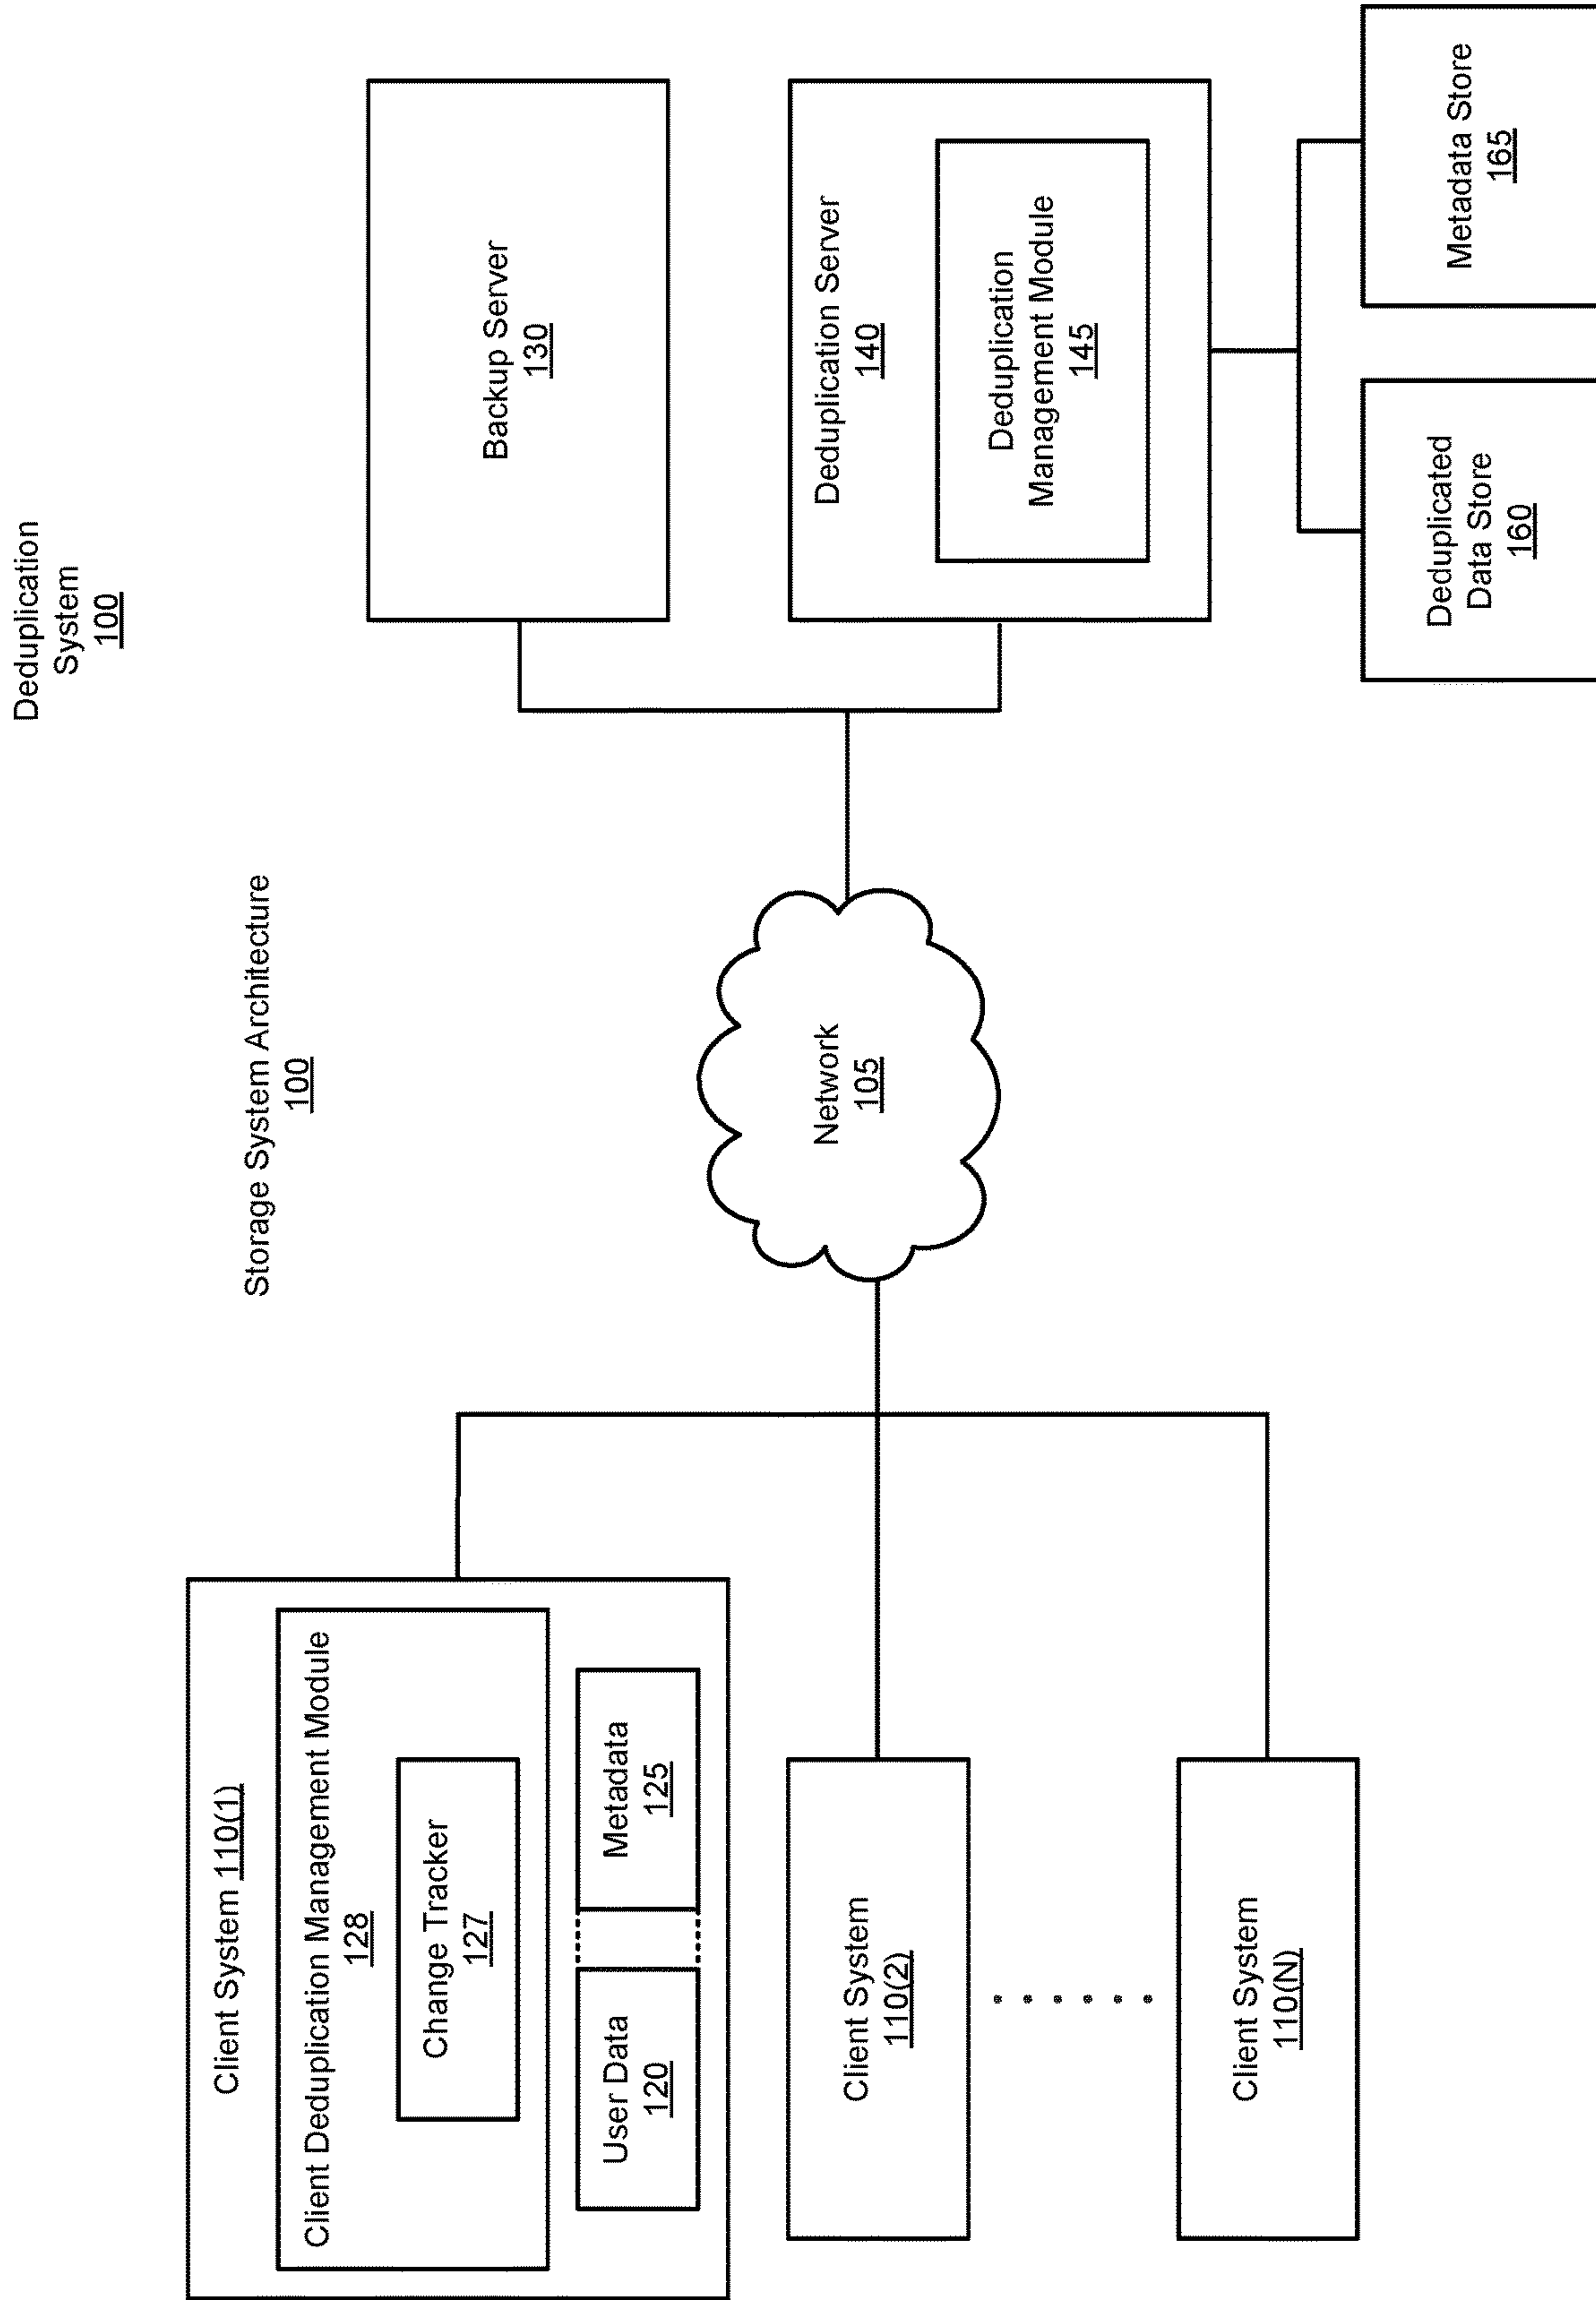 Deduplication
System
100
Storage System Architecture
100
Client System 110(1)
Client Deduplication Management Module
128
Change Tracker
127
User Data
120
Metadata
125
Client System
110(2)
Client System
110(N)
Network
105
Backup Server
130
Deduplication Server
140
Deduplication
Management Module
145
Deduplicated
Data Store
160
Metadata Store
165